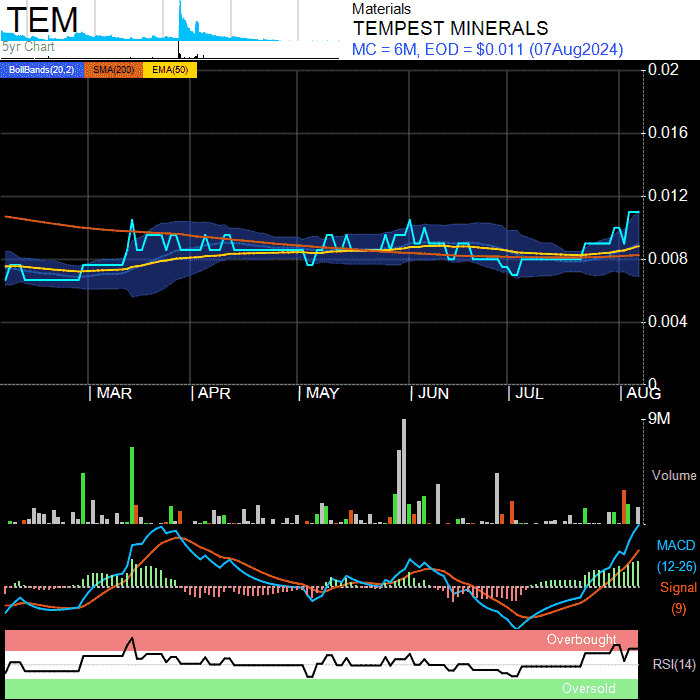 TEM
5yr Chart
Materials
TEMPEST MINERALS
MC = 6M, EOD = $0.011 (07Aug2024)
BollBands(20,2) SMA(200) EMA(50)
0.02
0.016
0.012
0.008
0.004
0
MAR APR MAY JUN JUL AUG
9M
Volume
MACD
(12-26)
Signal
(9)
Overbought
RSI(14)
Oversold